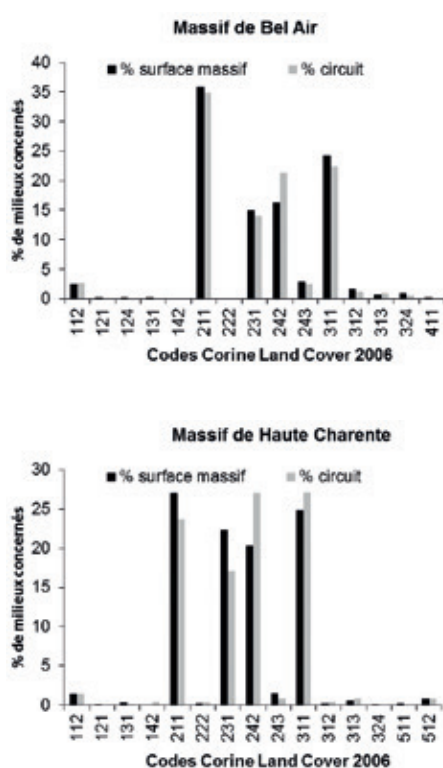 Massif de Bel Air
% surface massif % circuit
% de milieux concernés
40
35
30
25
20
15
10
5
0
112 121 124 131 142 211 222 231 242 243 311 312 313 324 411
Codes Corine Land Cover 2006
Massif de Haute Charente
% surface massif % circuit
% de milieux concernés
30
25
20
15
10
5
0
112 121 131 142 211 222 231 242 243 311 312 313 324 511 512
Codes Corine Land Cover 2006